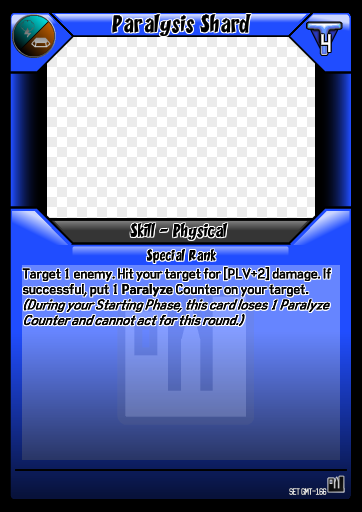 Paralysis Shard
4
Skill - Physical
Special Rank
Target 1 enemy. Hit your target for [PLV+2] damage. If
successful, put 1 Paralyze Counter on your target.
(During your Starting Phase, this card loses 1 Paralyze
Counter and cannot act for this round.)
SET GMT-166